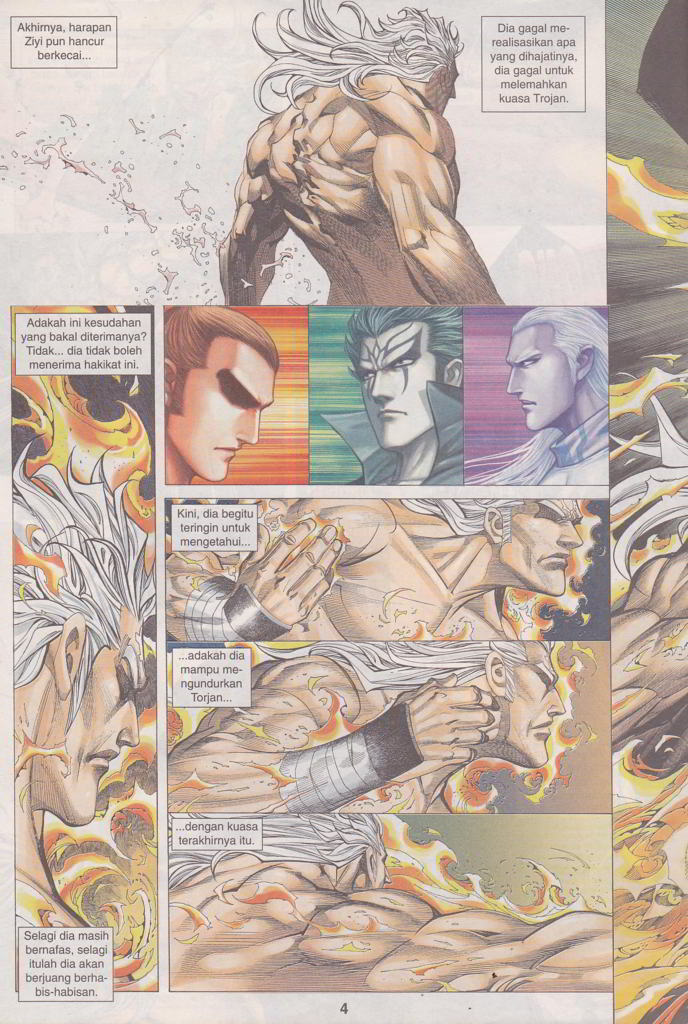 Akhirnya, harapan
Ziyi pun hancur
berkecai...
Dia gagal me-
realisasikan apa
yang dihajatinya,
dia gagal untuk
melemahkan
kuasa Trojan.
Adakah ini kesudahan
yang bakal diterimanya?
Tidak... dia tidak boleh
menerima hakikat ini.
Kini, dia begitu
teringin untuk
mengetahui...
...adakah dia
mampu me-
ngundurkan
Torjan...
...dengan kuasa
terakhirnya itu.
Selagi dia masih
bernafas, selagi
itulah dia akan
berjuang berha-
bis-habisan.
4